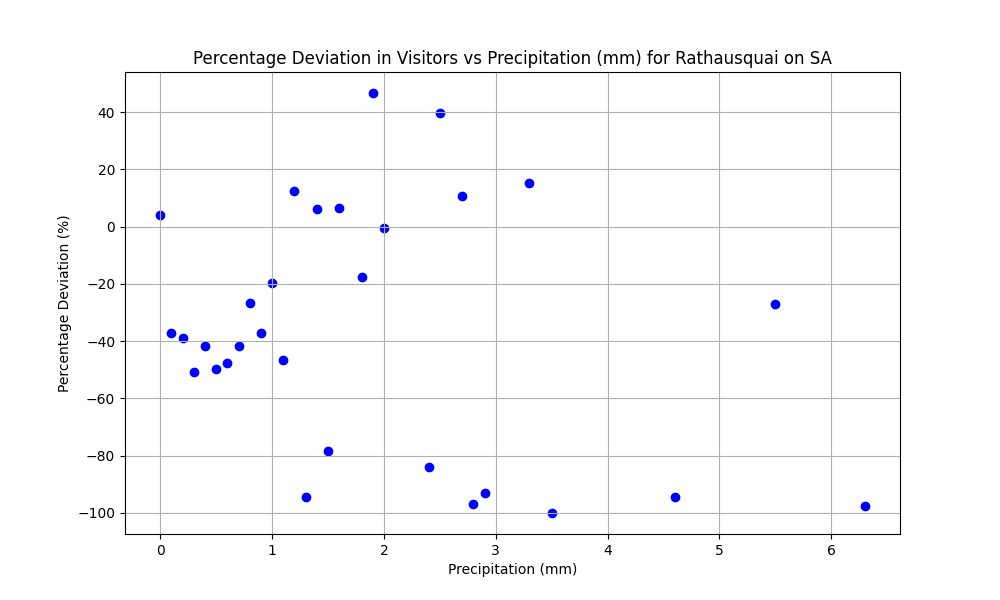 Percentage Deviation in Visitors vs Precipitation (mm) for Rathausquai on SA
Percentage Deviation (%)
40
20
0
−20
−40
−60
−80
−100
0 1 2 3 4 5 6
Precipitation (mm)